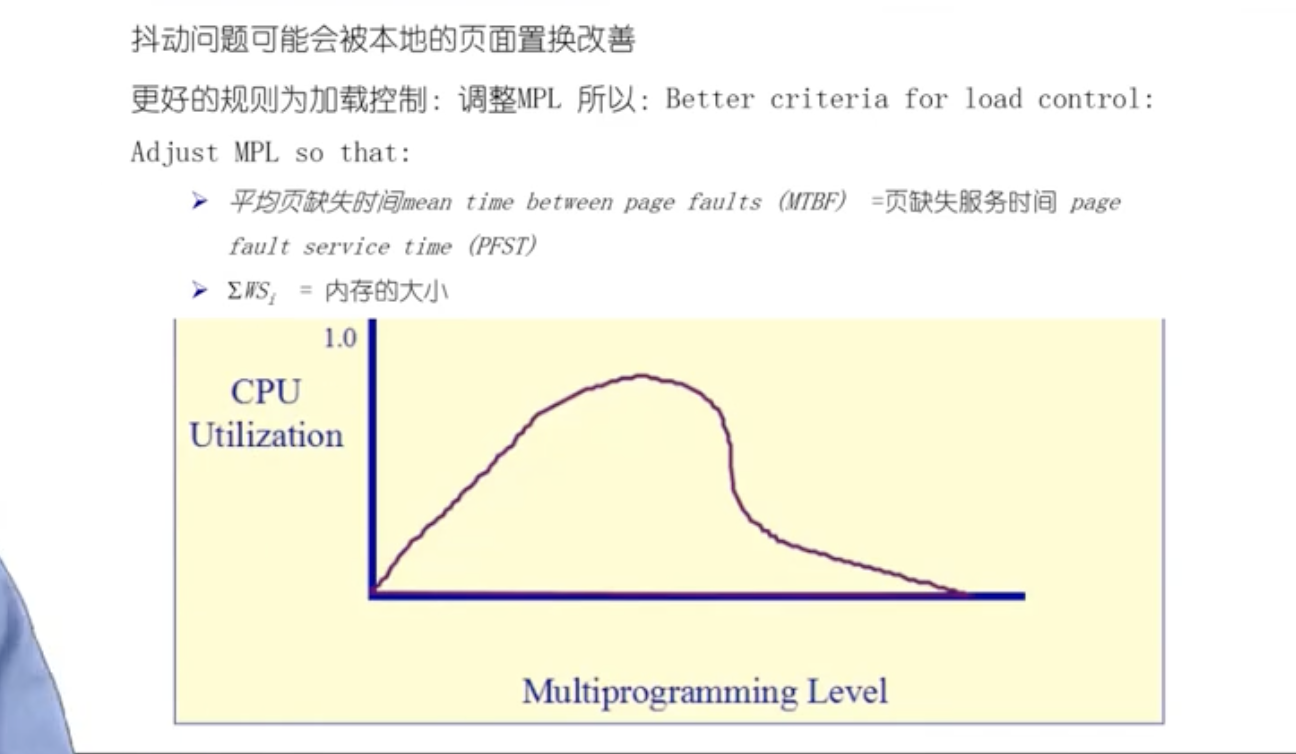 抖动问题可能会被本地的页面置换改善
更好的规则为加载控制: 调整MPL 所以: Better criteria for load control:
Adjust MPL so that:
➤ 平均页缺失时间mean time between page faults (MTBF) =页缺失服务时间 page
fault service time (PFST)
➤ ΣWSi = 内存的大小
1.0
CPU
Utilization
Multiprogramming Level